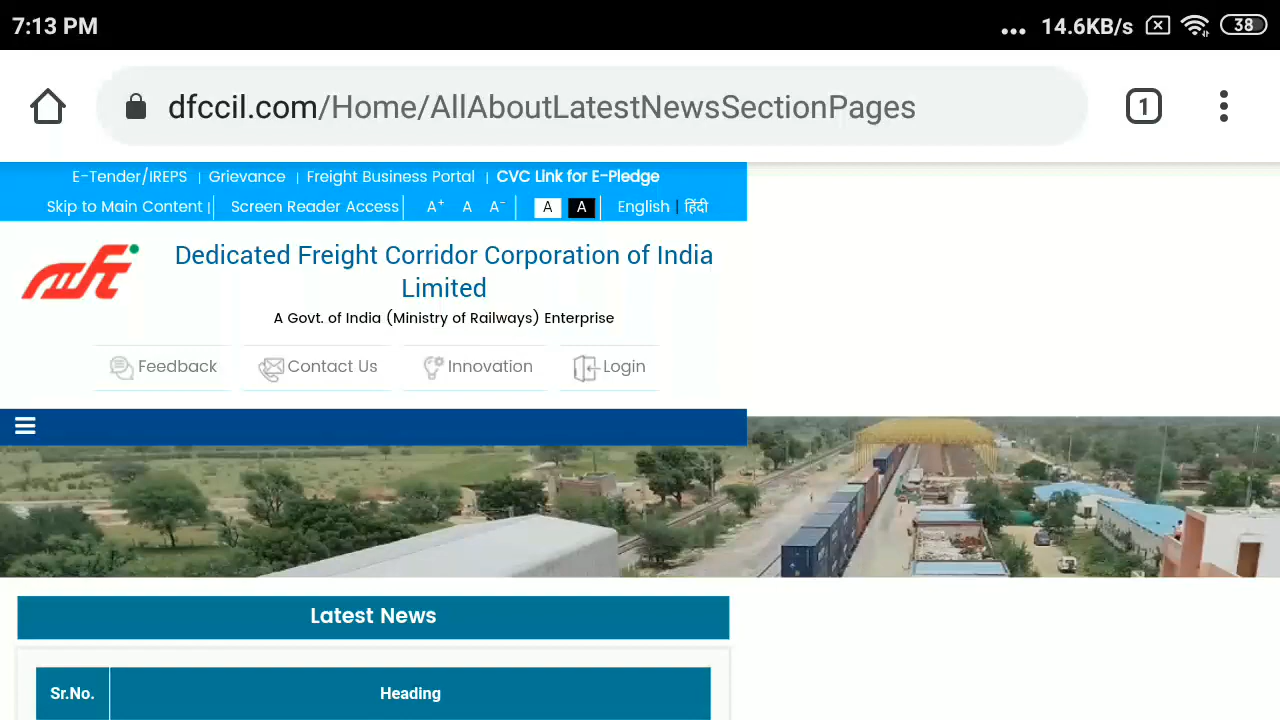 7:13 PM
14.6KB/s
38
dfccil.com/Home/AllAboutLatestNewsSectionPages
1
E-Tender/IREPS | Grievance | Freight Business Portal | CVC Link for E-Pledge
Skip to Main Content | Screen Reader Access A+ A A- A A English | हिंदी
Dedicated Freight Corridor Corporation of India
Limited
A Govt. of India (Ministry of Railways) Enterprise
Feedback Contact Us Innovation Login
Latest News
Sr.No. Heading